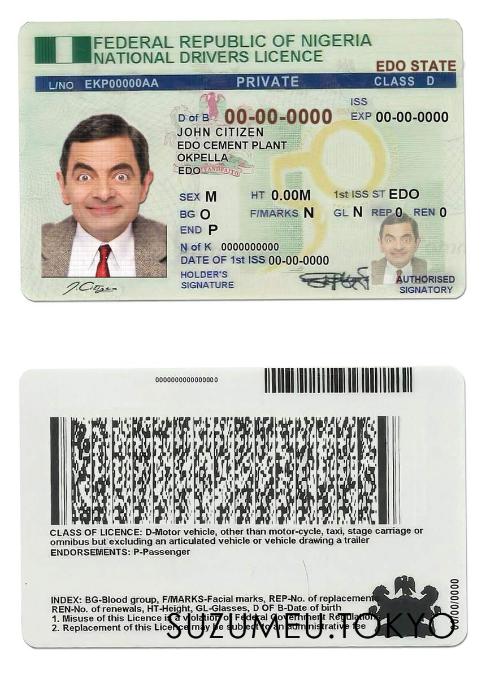 FEDERAL REPUBLIC OF NIGERIA
NATIONAL DRIVERS LICENCE
EDO STATE
L/NO EKP00000AA PRIVATE CLASS D
ISS
D of B 00-00-0000 EXP 00-00-0000
JOHN CITIZEN
EDO CEMENT PLANT
OKPELLA
EDO
SEX M HT 0.00M 1st ISS ST EDO
BG O F/MARKS N GL N REP 0 REN 0
END P
N of K 0000000000
DATE OF 1st ISS 00-00-0000
HOLDER'S
SIGNATURE
AUTHORISED
SIGNATORY
J. Citizen
0000000000000000
CLASS OF LICENCE: D-Motor vehicle, other than motor-cycle, taxi, stage carriage or
omnibus but excluding an articulated vehicle or vehicle drawing a trailer
ENDORSEMENTS: P-Passenger
INDEX: BG-Blood group, F/MARKS-Facial marks, REP-No. of replacement
REN-No. of renewals, HT-Height, GL-Glasses, D OF B-Date of birth
1. Misuse of this Licence is a violation of Federal Government Regulations
2. Replacement of this Licence may be subject to an administrative fee
00/00/0000
SUZUMEU.TOKYO